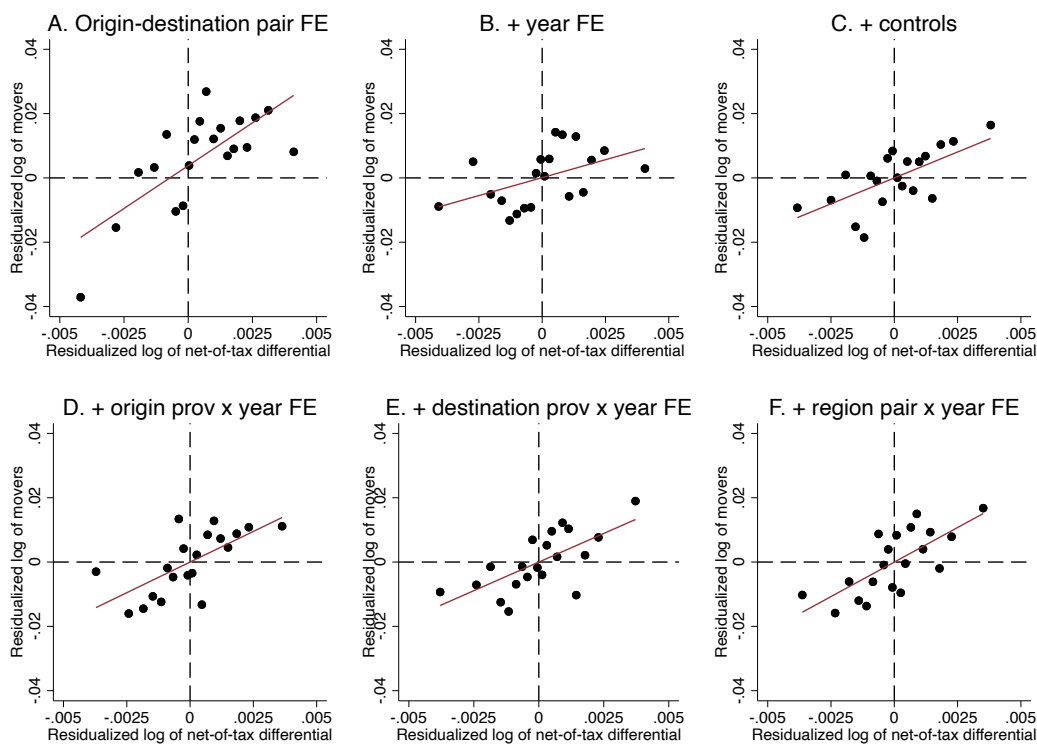 A. Origin-destination pair FE
Residualized log of movers
.04
.02
0
-.02
-.04
-.005 -.0025 0 .0025 .005
Residualized log of net-of-tax differential
B. + year FE
Residualized log of movers
.04
.02
0
-.02
-.04
-.005 -.0025 0 .0025 .005
Residualized log of net-of-tax differential
C. + controls
Residualized log of movers
.04
.02
0
-.02
-.04
-.005 -.0025 0 .0025 .005
Residualized log of net-of-tax differential
D. + origin prov x year FE
Residualized log of movers
.04
.02
0
-.02
-.04
-.005 -.0025 0 .0025 .005
Residualized log of net-of-tax differential
E. + destination prov x year FE
Residualized log of movers
.04
.02
0
-.02
-.04
-.005 -.0025 0 .0025 .005
Residualized log of net-of-tax differential
F. + region pair x year FE
Residualized log of movers
.04
.02
0
-.02
-.04
-.005 -.0025 0 .0025 .005
Residualized log of net-of-tax differential